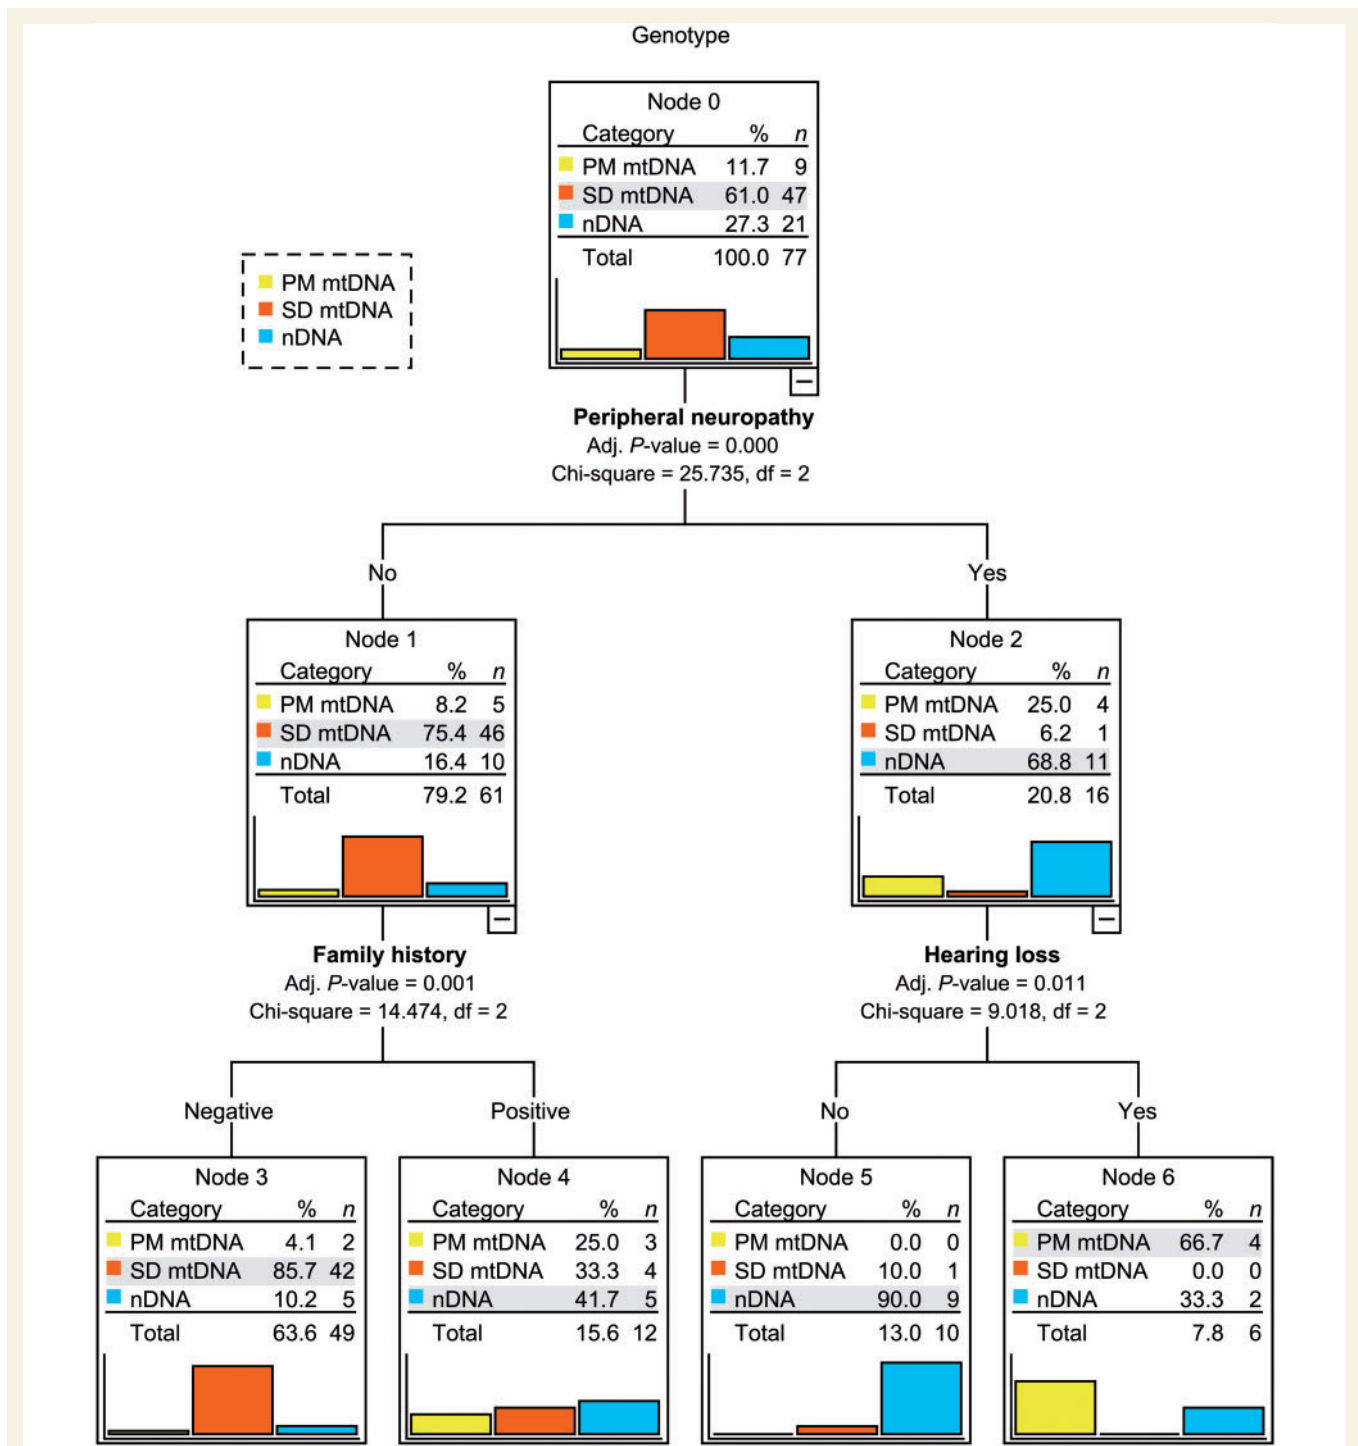 Genotype
Node 0
Category % n
PM mtDNA 11.7 9
SD mtDNA 61.0 47
nDNA 27.3 21
Total 100.0 77
PM mtDNA
SD mtDNA
nDNA
Peripheral neuropathy
Adj. P-value = 0.000
Chi-square = 25.735, df = 2
No
Yes
Node 1
Category % n
PM mtDNA 8.2 5
SD mtDNA 75.4 46
nDNA 16.4 10
Total 79.2 61
Node 2
Category % n
PM mtDNA 25.0 4
SD mtDNA 6.2 1
nDNA 68.8 11
Total 20.8 16
Family history
Adj. P-value = 0.001
Chi-square = 14.474, df = 2
Hearing loss
Adj. P-value = 0.011
Chi-square = 9.018, df = 2
Negative
Positive
No
Yes
Node 3
Category % n
PM mtDNA 4.1 2
SD mtDNA 85.7 42
nDNA 10.2 5
Total 63.6 49
Node 4
Category % n
PM mtDNA 25.0 3
SD mtDNA 33.3 4
nDNA 41.7 5
Total 15.6 12
Node 5
Category % n
PM mtDNA 0.0 0
SD mtDNA 10.0 1
nDNA 90.0 9
Total 13.0 10
Node 6
Category % n
PM mtDNA 66.7 4
SD mtDNA 0.0 0
nDNA 33.3 2
Total 7.8 6